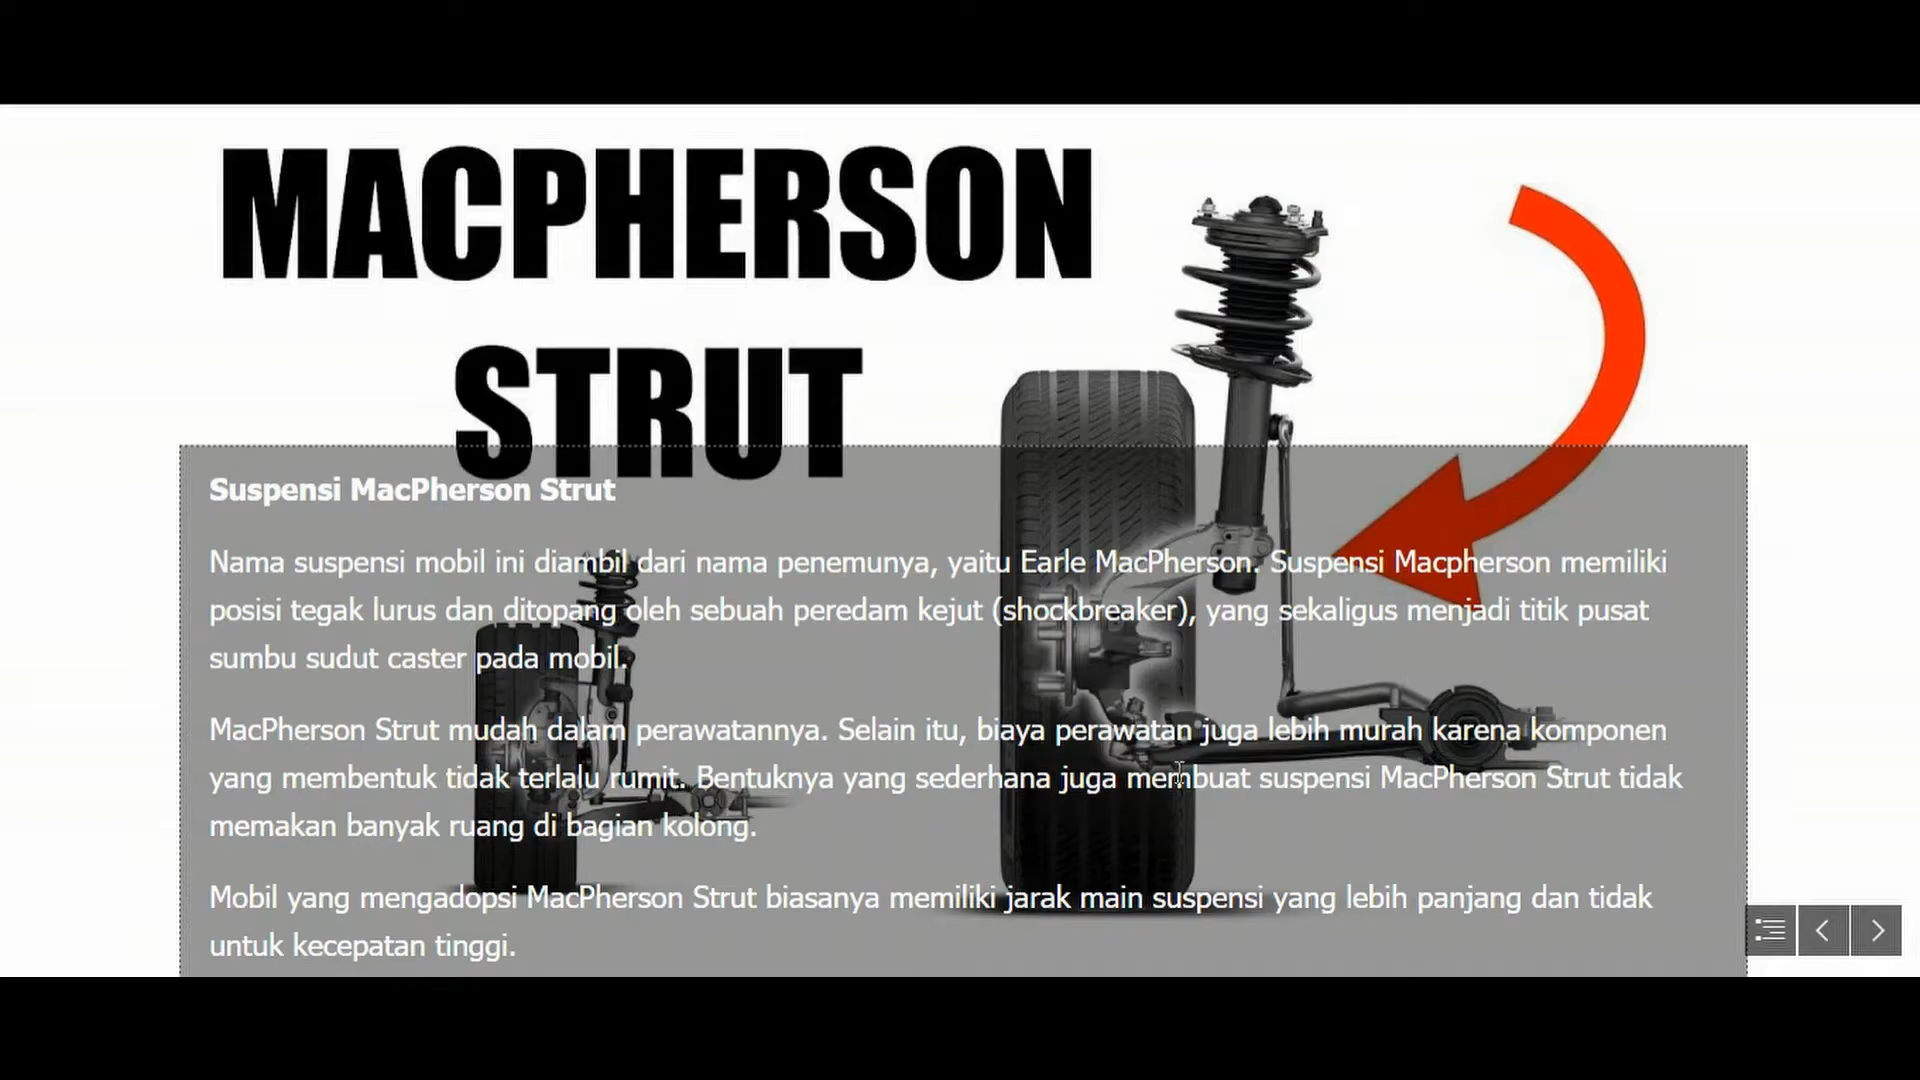 MACPHERSON
STRUT
Suspensi MacPherson Strut
Nama suspensi mobil ini diambil dari nama penemunya, yaitu Earle MacPherson. Suspensi Macpherson memiliki
posisi tegak lurus dan ditopang oleh sebuah peredam kejut (shockbreaker), yang sekaligus menjadi titik pusat
sumbu sudut caster pada mobil.
MacPherson Strut mudah dalam perawatannya. Selain itu, biaya perawatan juga lebih murah karena komponen
yang membentuk tidak terlalu rumit. Bentuknya yang sederhana juga membuat suspensi MacPherson Strut tidak
memakan banyak ruang di bagian kolong.
Mobil yang mengadopsi MacPherson Strut biasanya memiliki jarak main suspensi yang lebih panjang dan tidak
untuk kecepatan tinggi.